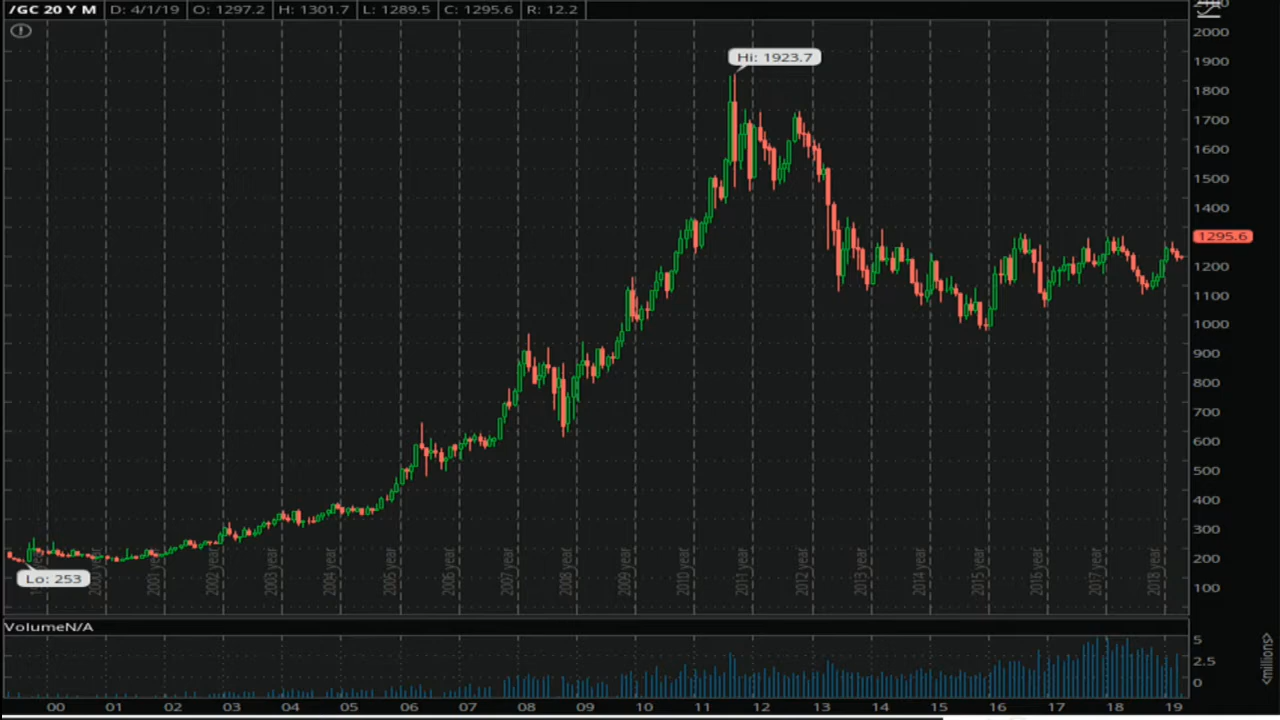 /GC 20 Y M D: 4/1/19 O: 1297.2 H: 1301.7 L: 1289.5 C: 1295.6 R: 12.2
2000
1900
Hi: 1923.7
1800
1700
1600
1500
1400
1295.6
1200
1100
1000
900
800
700
600
500
400
300
200
100
Lo: 253
2001 year
2002 year
2003 year
2004 year
2005 year
2006 year
2007 year
2008 year
2009 year
2010 year
2011 year
2012 year
2013 year
2014 year
2015 year
2016 year
2017 year
2018 year
VolumeN/A
5
2.5
0
<millions>
00 01 02 03 04 05 06 07 08 09 10 11 12 13 14 15 16 17 18 19